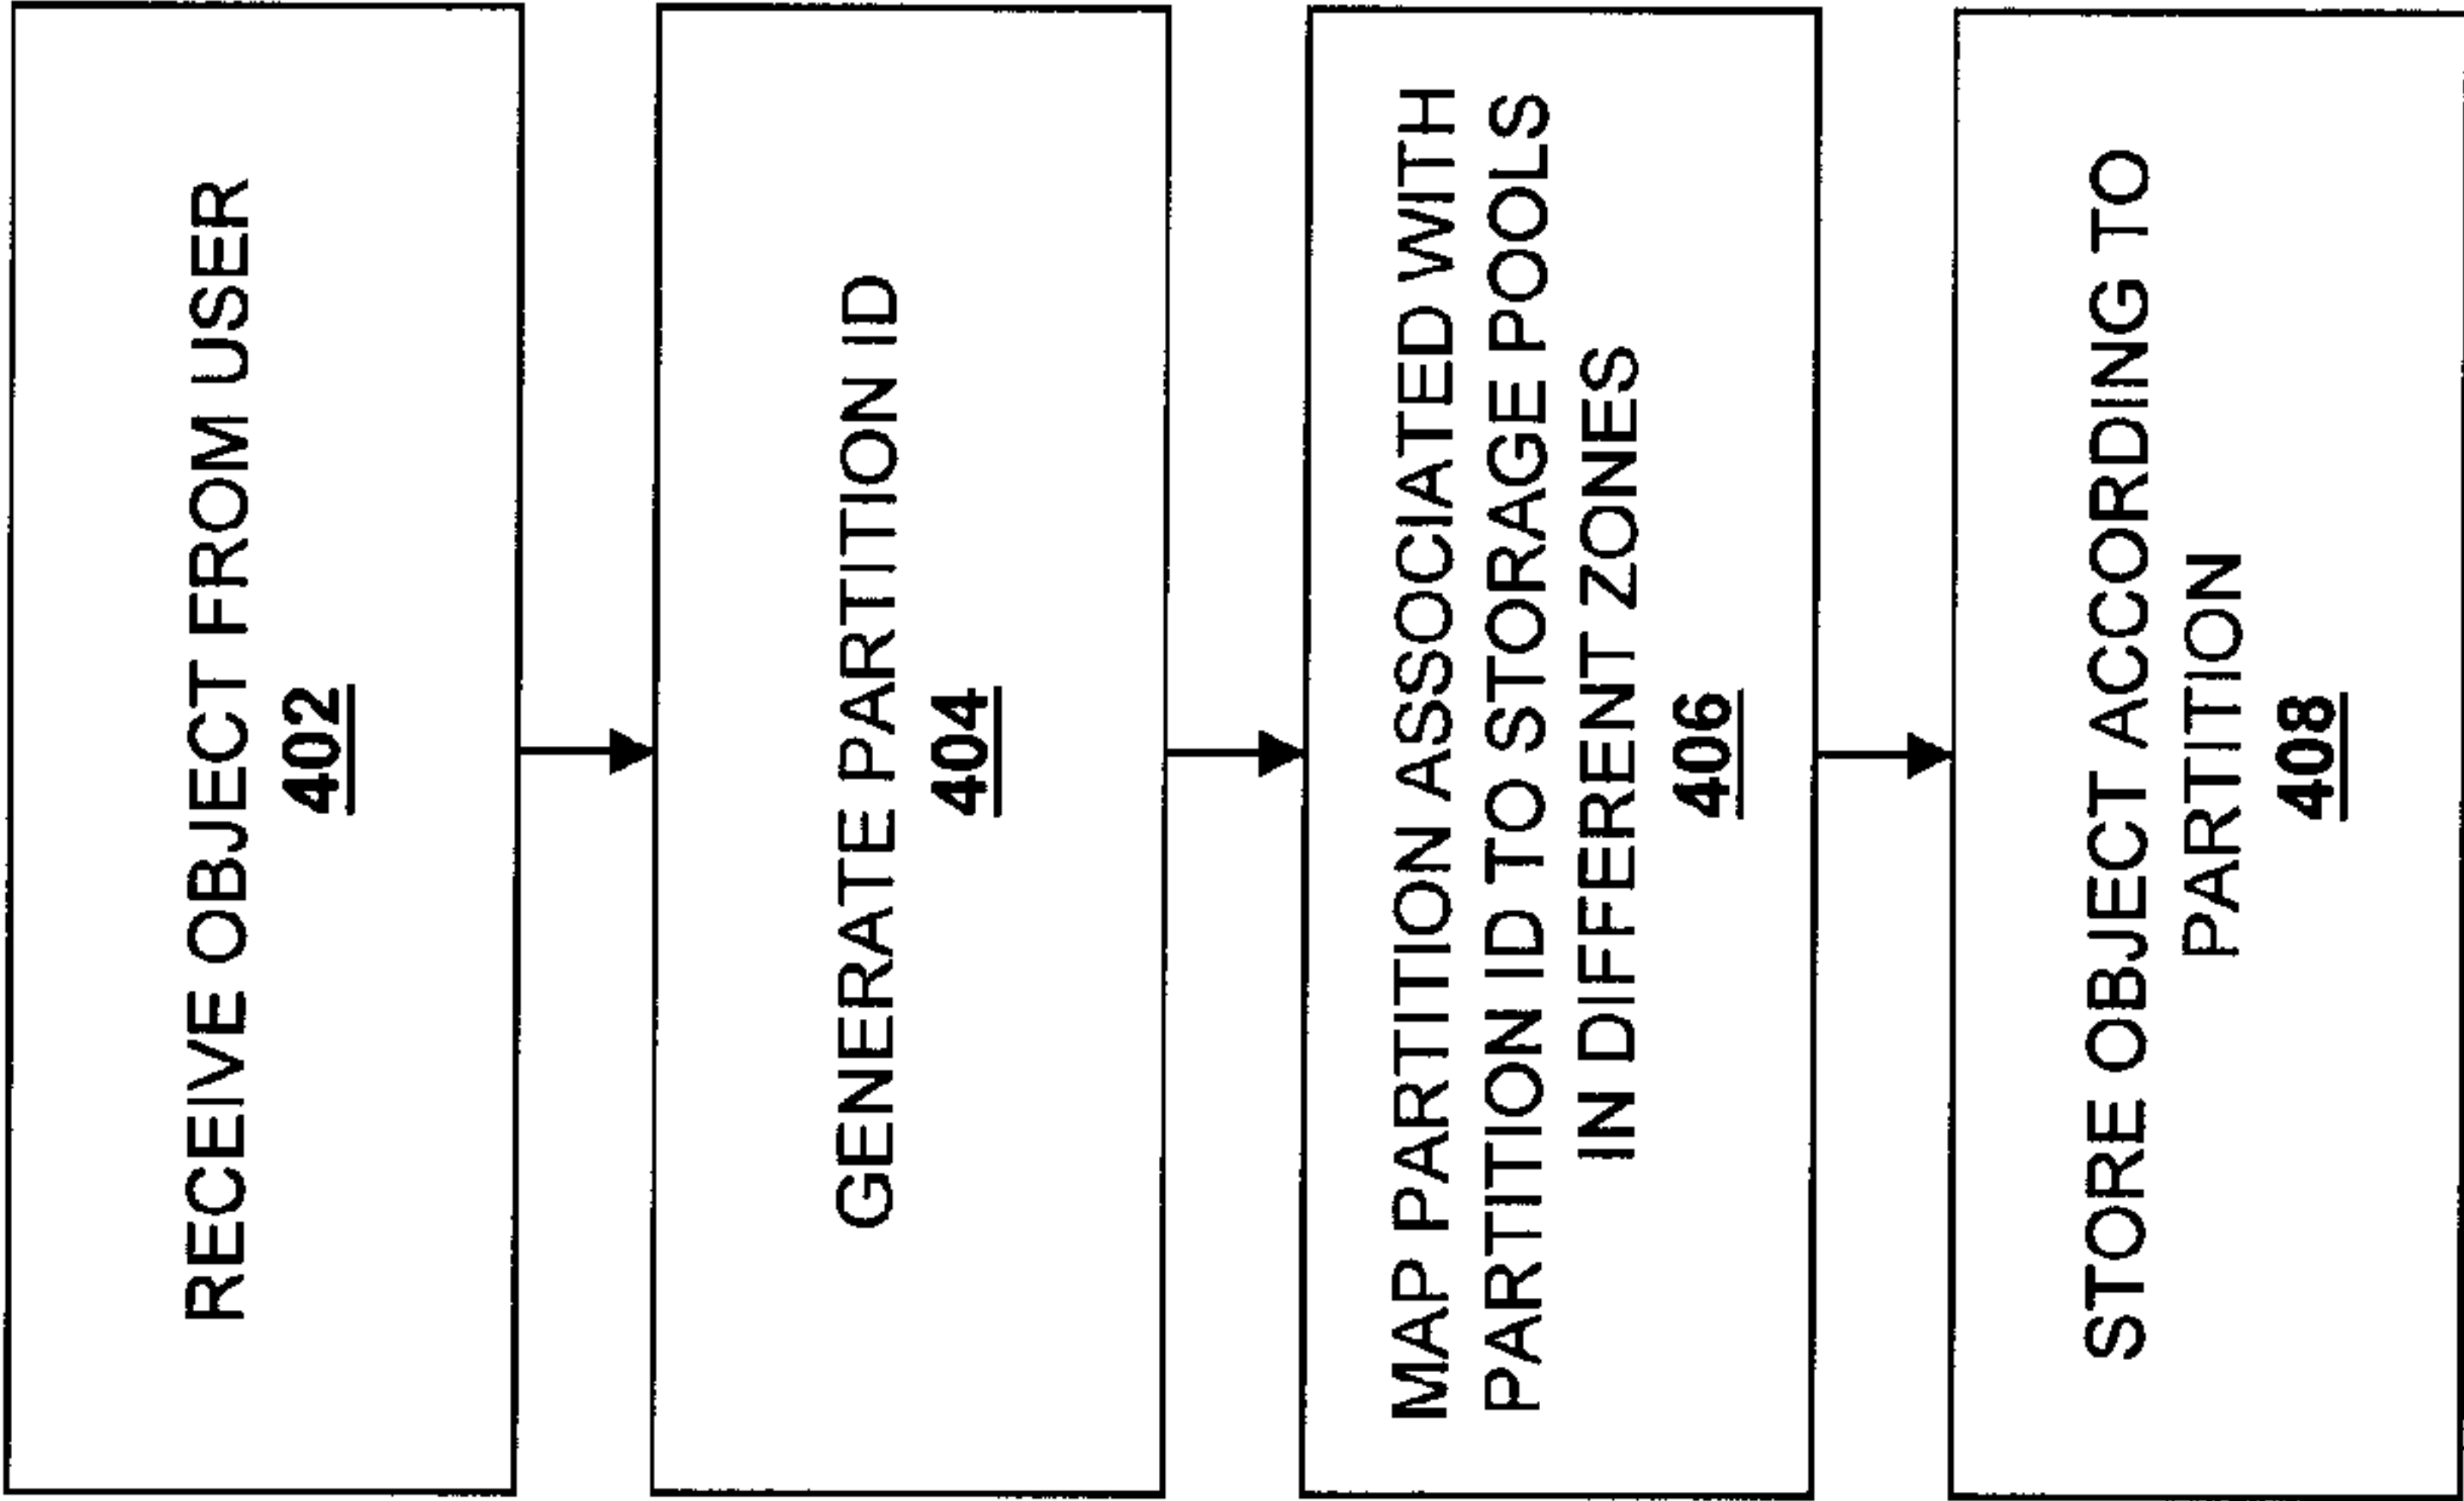 RECEIVE OBJECT FROM USER
402
GENERATE PARTITION ID
404
MAP PARTITION ASSOCIATED WITH
PARTITION ID TO STORAGE POOLS
IN DIFFERENT ZONES
406
STORE OBJECT ACCORDING TO
PARTITION
408